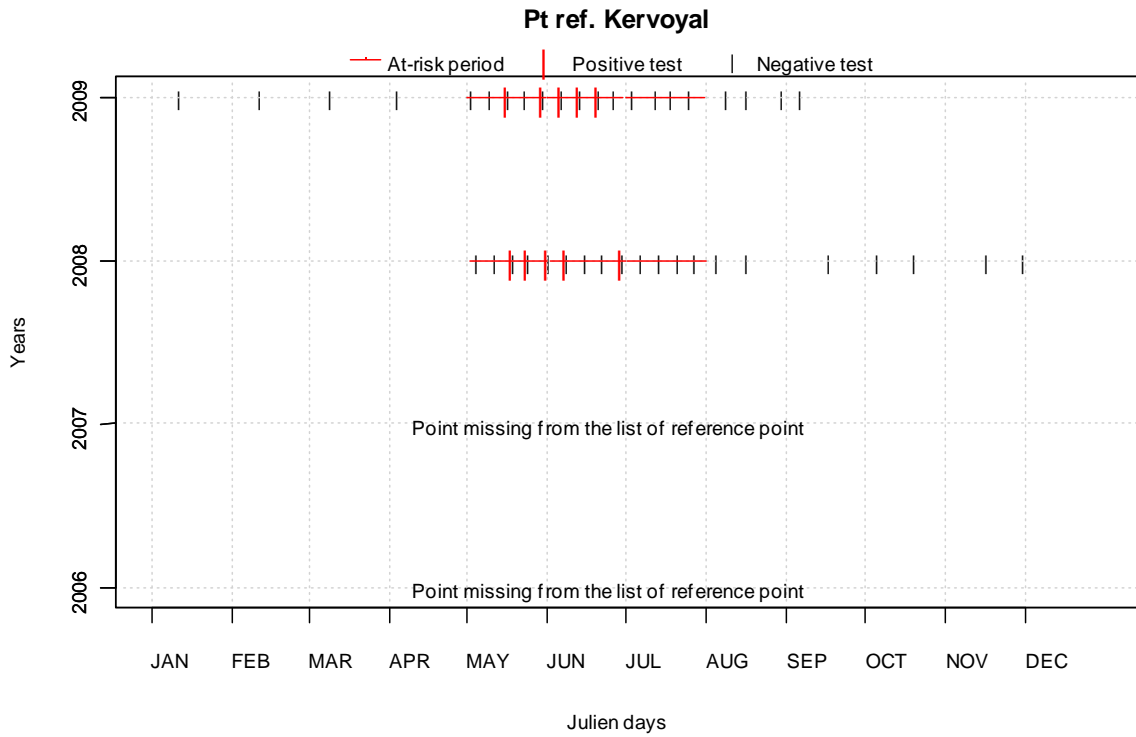 Pt ref. Kervoyal
At-risk period Positive test Negative test
2009
2008
Years
2007
Point missing from the list of reference point
2006
Point missing from the list of reference point
JAN FEB MAR APR MAY JUN JUL AUG SEP OCT NOV DEC
Julien days